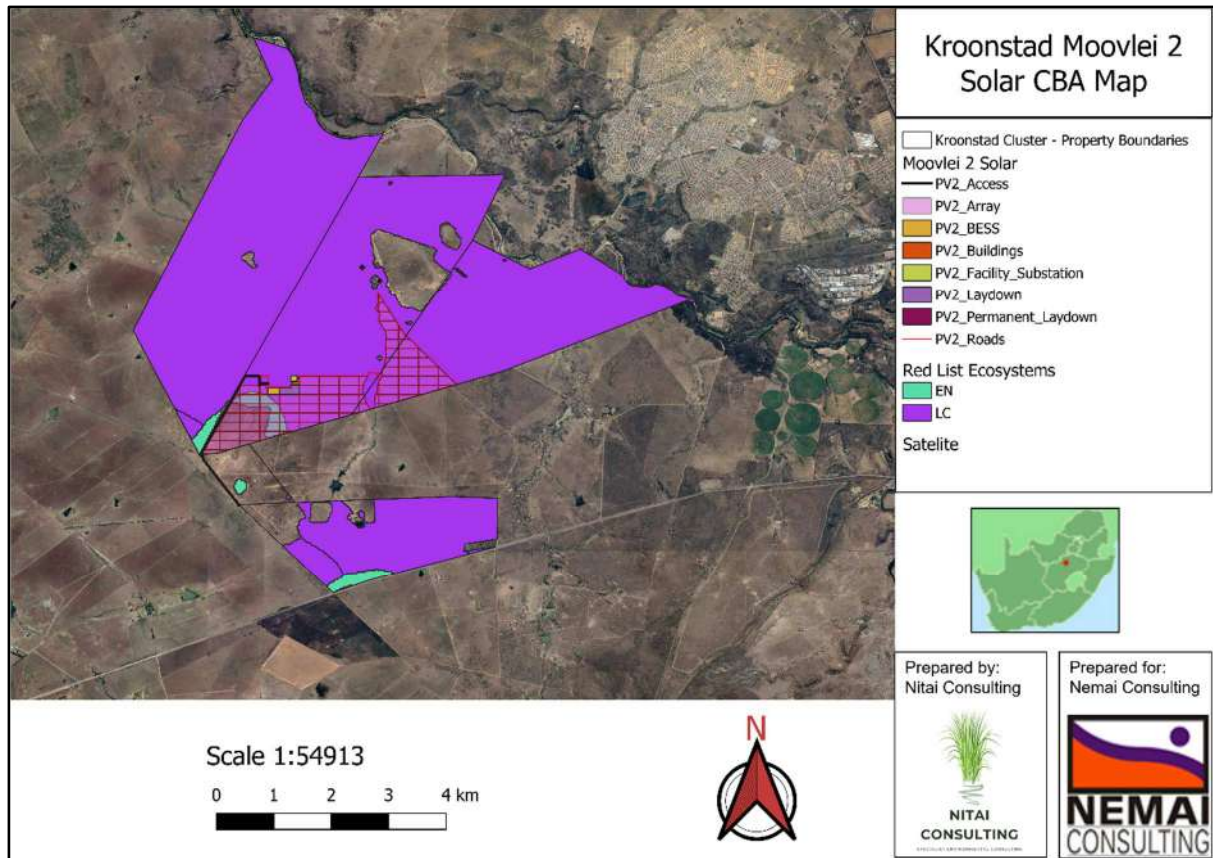 Kroonstad Moovlei 2
Solar CBA Map
Kroonstad Cluster - Property Boundaries
Moovlei 2 Solar
PV2_Access
PV2_Array
PV2_BESS
PV2_Buildings
PV2_Facility_Substation
PV2_Laydown
PV2_Permanent_Laydown
PV2_Roads
Red List Ecosystems
EN
LC
Satelite
Prepared by:
Nitai Consulting
NITAI
CONSULTING
Prepared for:
Nemai Consulting
NEMAI
CONSULTING
Scale 1:54913
0 1 2 3 4 km
N